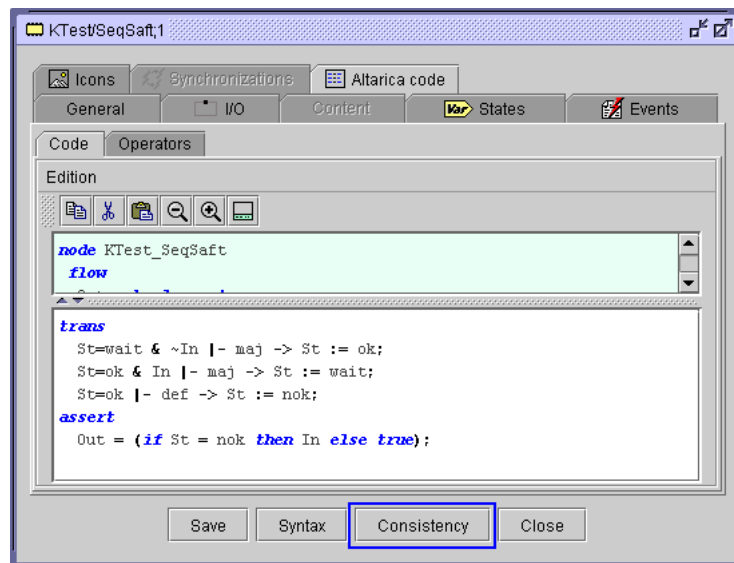 KTest/SeqSaft;1
Icons Synchronizations Altarica code
General I/O Content Var States Events
Code Operators
Edition
node KTest_SeqSaft
flow
trans
St=wait & ~In |- maj -> St := ok;
St=ok & In |- maj -> St := wait;
St=ok |- def -> St := nok;
assert
Out = (if St = nok then In else true);
Save Syntax Consistency Close